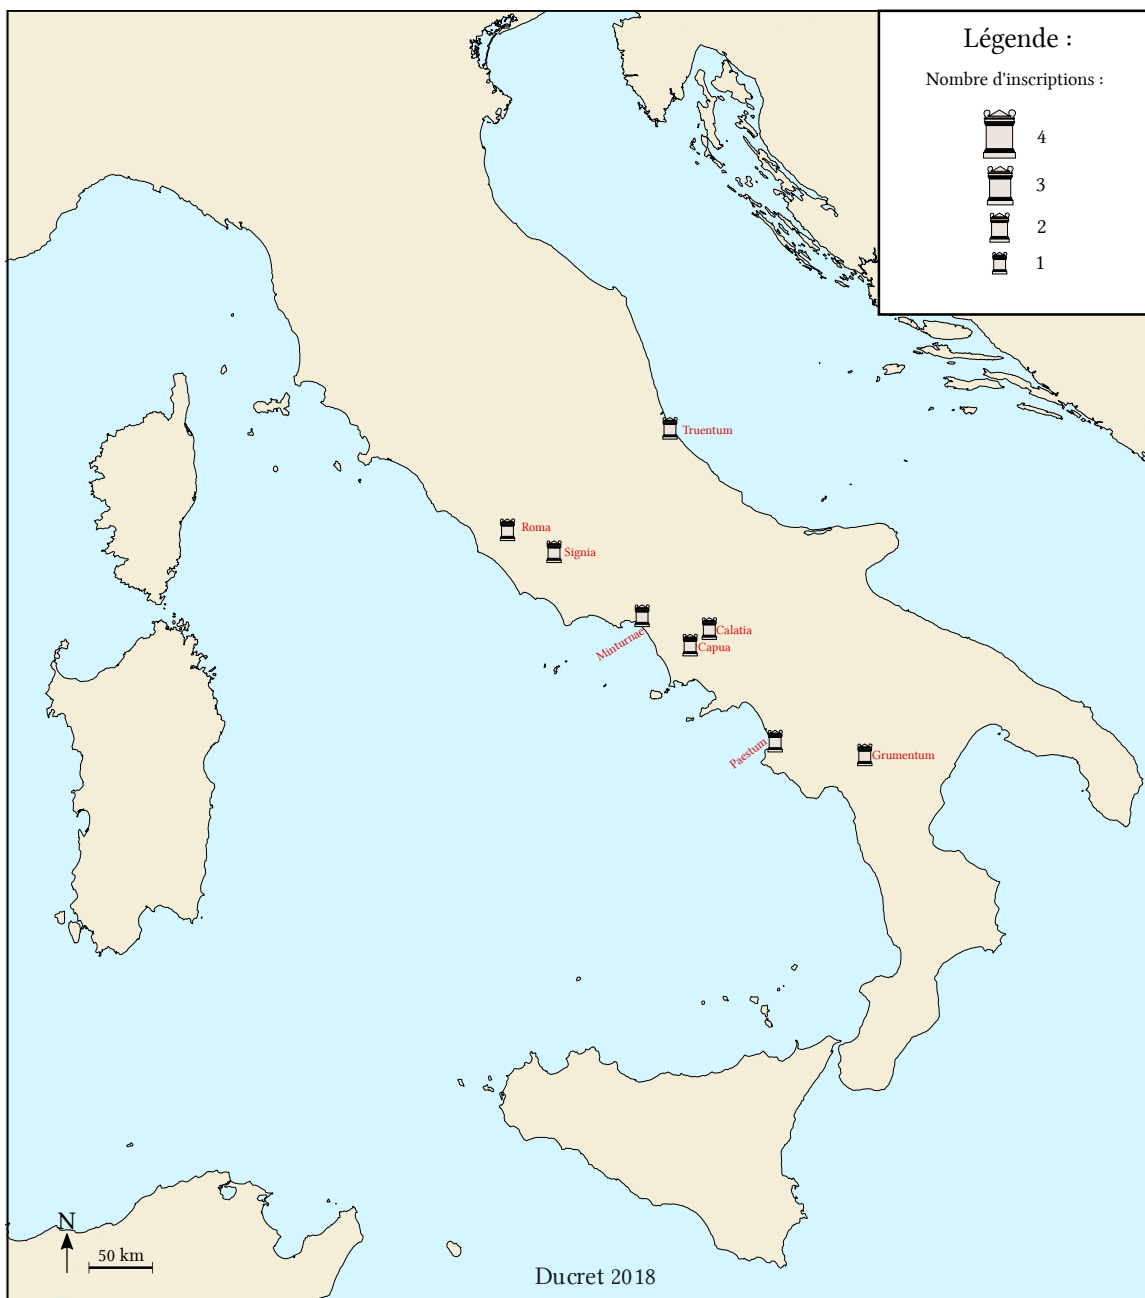 Légende :
Nombre d'inscriptions :
4
3
2
1
Truentum
Roma
Signia
Minturnae
Calatia
Capua
Paestum
Grumentum
N
50 km
Ducret 2018